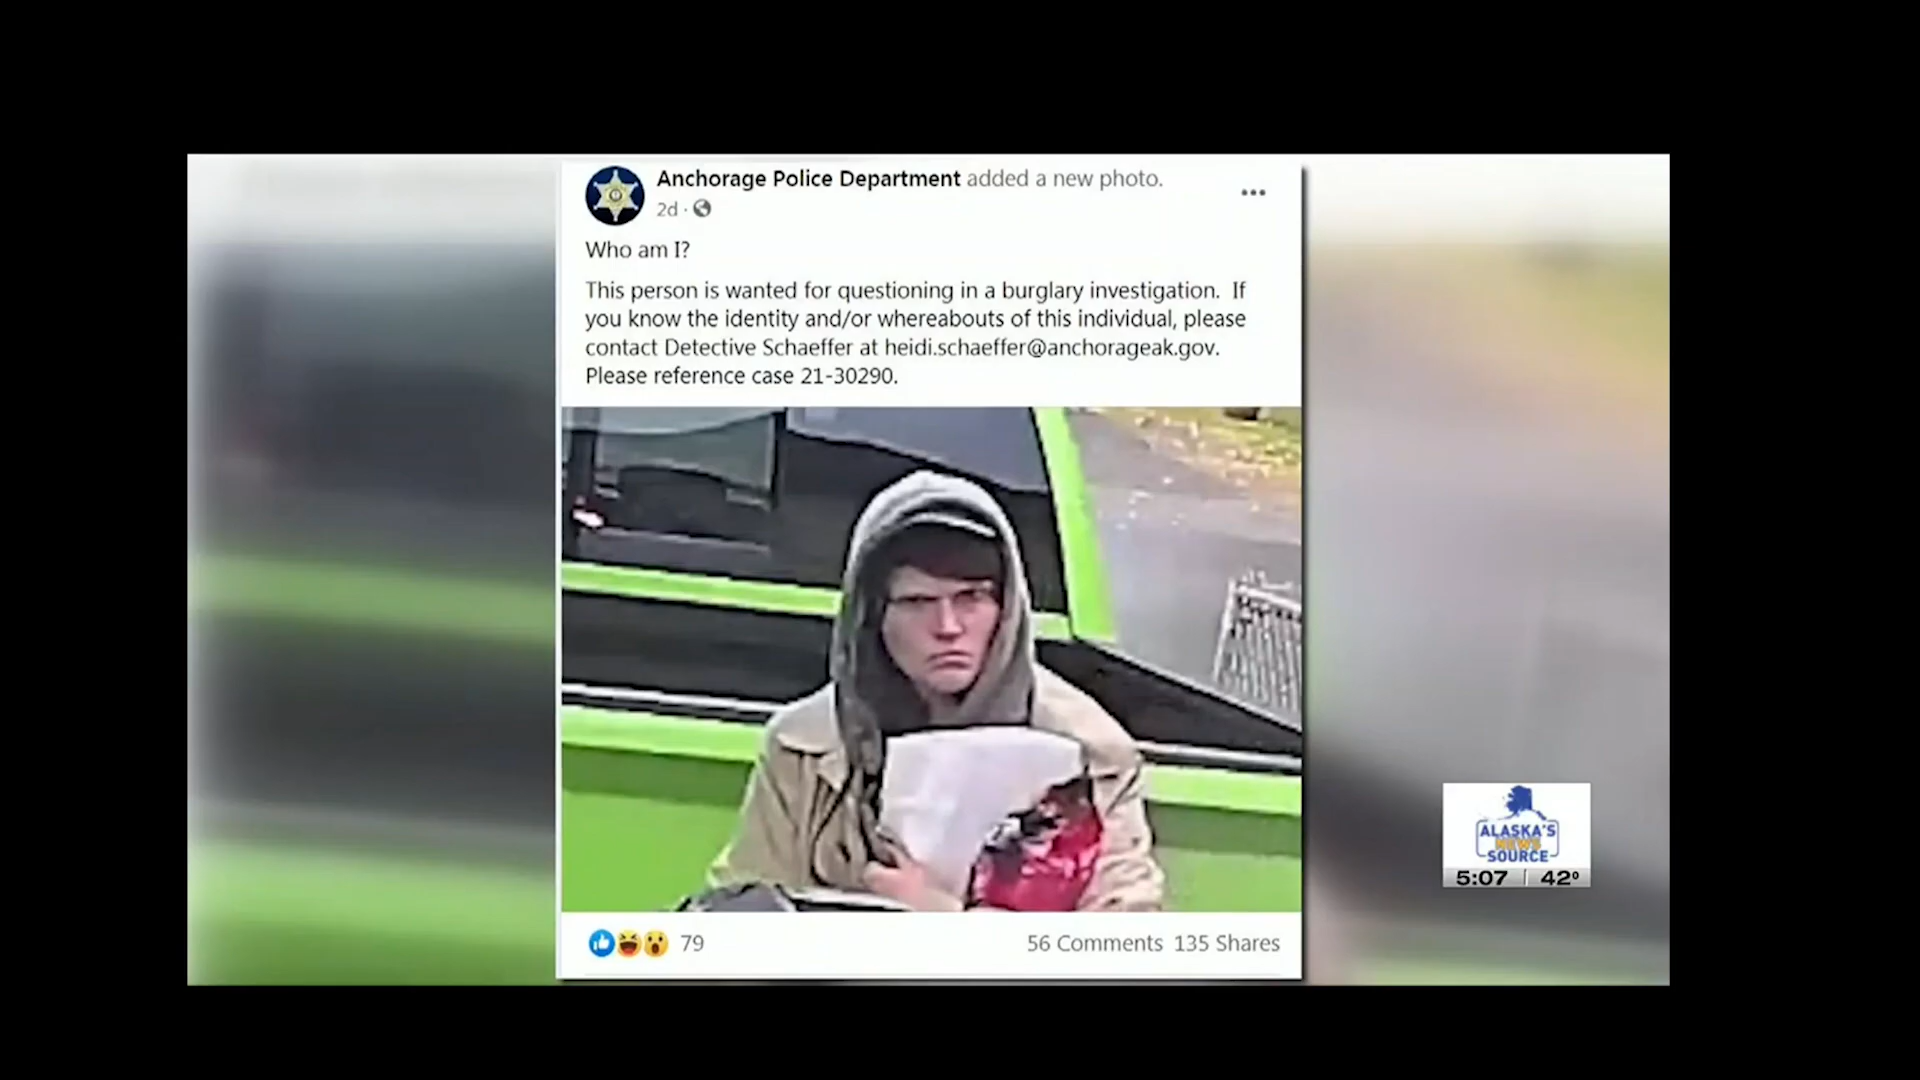 Anchorage Police Department added a new photo.
2d ·
Who am I?
This person is wanted for questioning in a burglary investigation. If
you know the identity and/or whereabouts of this individual, please
contact Detective Schaeffer at heidi.schaeffer@anchorageak.gov.
Please reference case 21-30290.
79
56 Comments 135 Shares
ALASKA'S
NEWS
SOURCE
5:07 42°